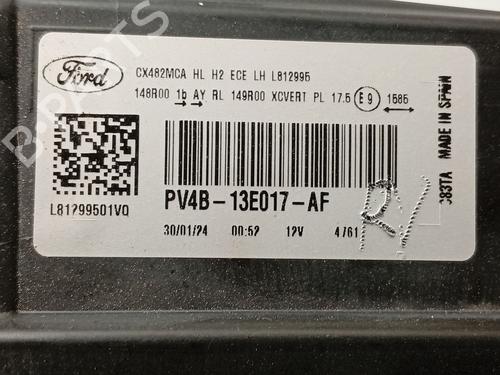 Ford
CX482MCA HL H2 ECE LH L812995
148R00 1b AY RL 149R00 XCVERT PL 17.5 E9 1585
L81299501VQ
PV4B-13E017-AF
30/01/24 00:52 12V 4761
MADE IN SPAIN